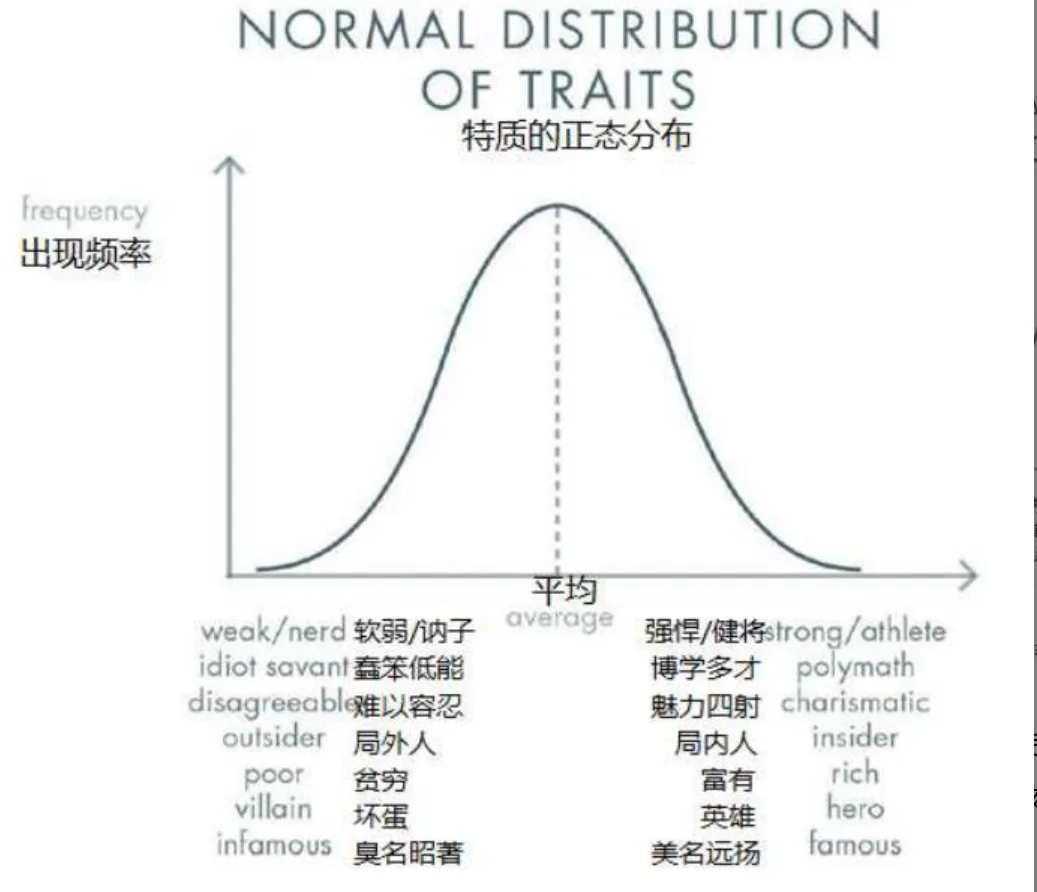 NORMAL DISTRIBUTION
OF TRAITS
特质的正态分布
frequency
出现频率
平均
average
weak/nerd 软弱/讷子 强悍/健将 strong/athlete
idiot savant 蠢笨低能 博学多才 polymath
disagreeable 难以容忍 魅力四射 charismatic
outsider 局外人 局内人 insider
poor 贫穷 富有 rich
villain 坏蛋 英雄 hero
infamous 臭名昭著 美名远扬 famous